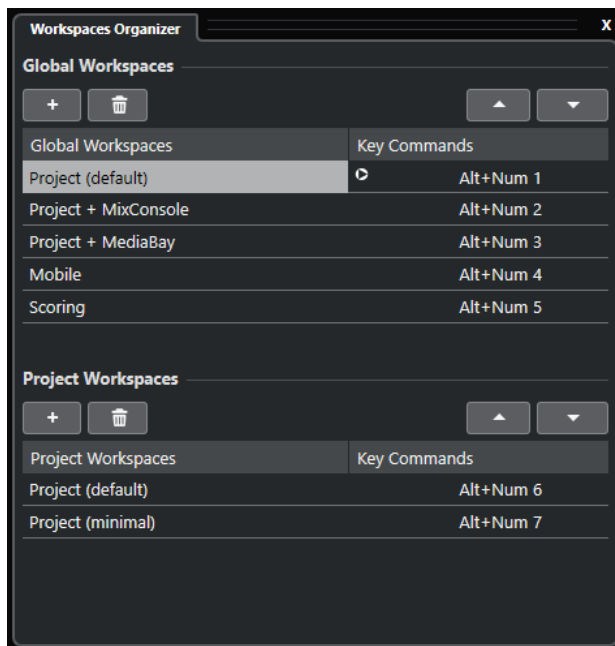 Workspaces Organizer X
Global Workspaces
+
Global Workspaces Key Commands
Project (default) Alt+Num 1
Project + MixConsole Alt+Num 2
Project + MediaBay Alt+Num 3
Mobile Alt+Num 4
Scoring Alt+Num 5
Project Workspaces
+
Project Workspaces Key Commands
Project (default) Alt+Num 6
Project (minimal) Alt+Num 7